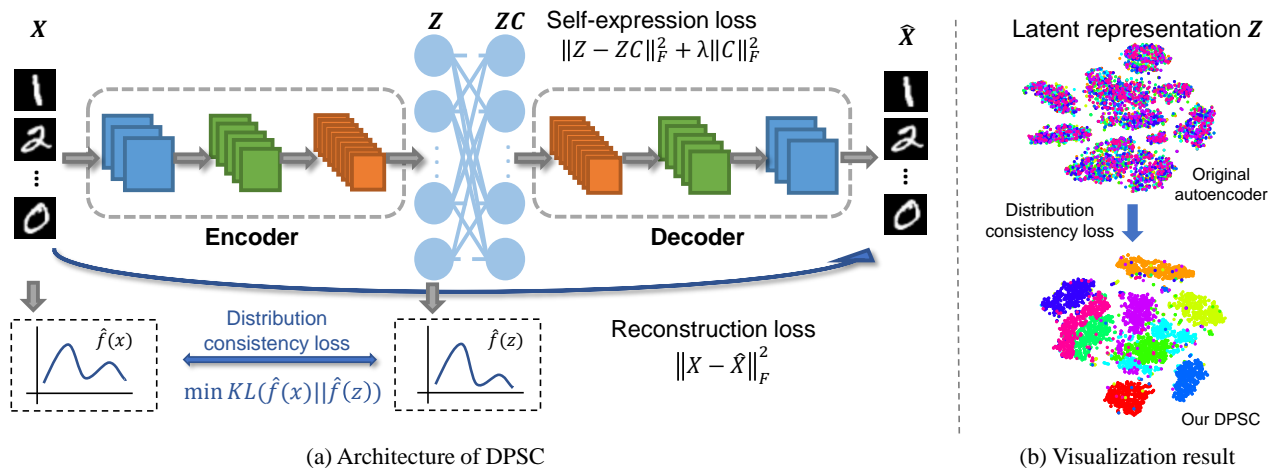 X
Z
ZC
Self-expression loss
‖Z − ZC‖²_F + λ‖C‖²_F
X̂
1
2
⋮
0
Encoder
Decoder
1
2
⋮
0
f̂(x)
Distribution
consistency loss
min KL(f̂(x)||f̂(z))
f̂(z)
Reconstruction loss
‖X − X̂‖²_F
(a) Architecture of DPSC
Latent representation Z
Original
autoencoder
Distribution
consistency loss
Our DPSC
(b) Visualization result